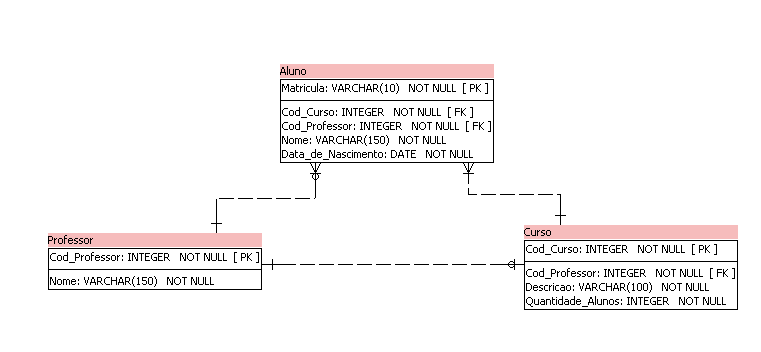 Aluno
Matricula: VARCHAR(10) NOT NULL [ PK ]
Cod_Curso: INTEGER NOT NULL [ FK ]
Cod_Professor: INTEGER NOT NULL [ FK ]
Nome: VARCHAR(150) NOT NULL
Data_de_Nascimento: DATE NOT NULL
Professor
Cod_Professor: INTEGER NOT NULL [ PK ]
Nome: VARCHAR(150) NOT NULL
Curso
Cod_Curso: INTEGER NOT NULL [ PK ]
Cod_Professor: INTEGER NOT NULL [ FK ]
Descricao: VARCHAR(100) NOT NULL
Quantidade_Alunos: INTEGER NOT NULL